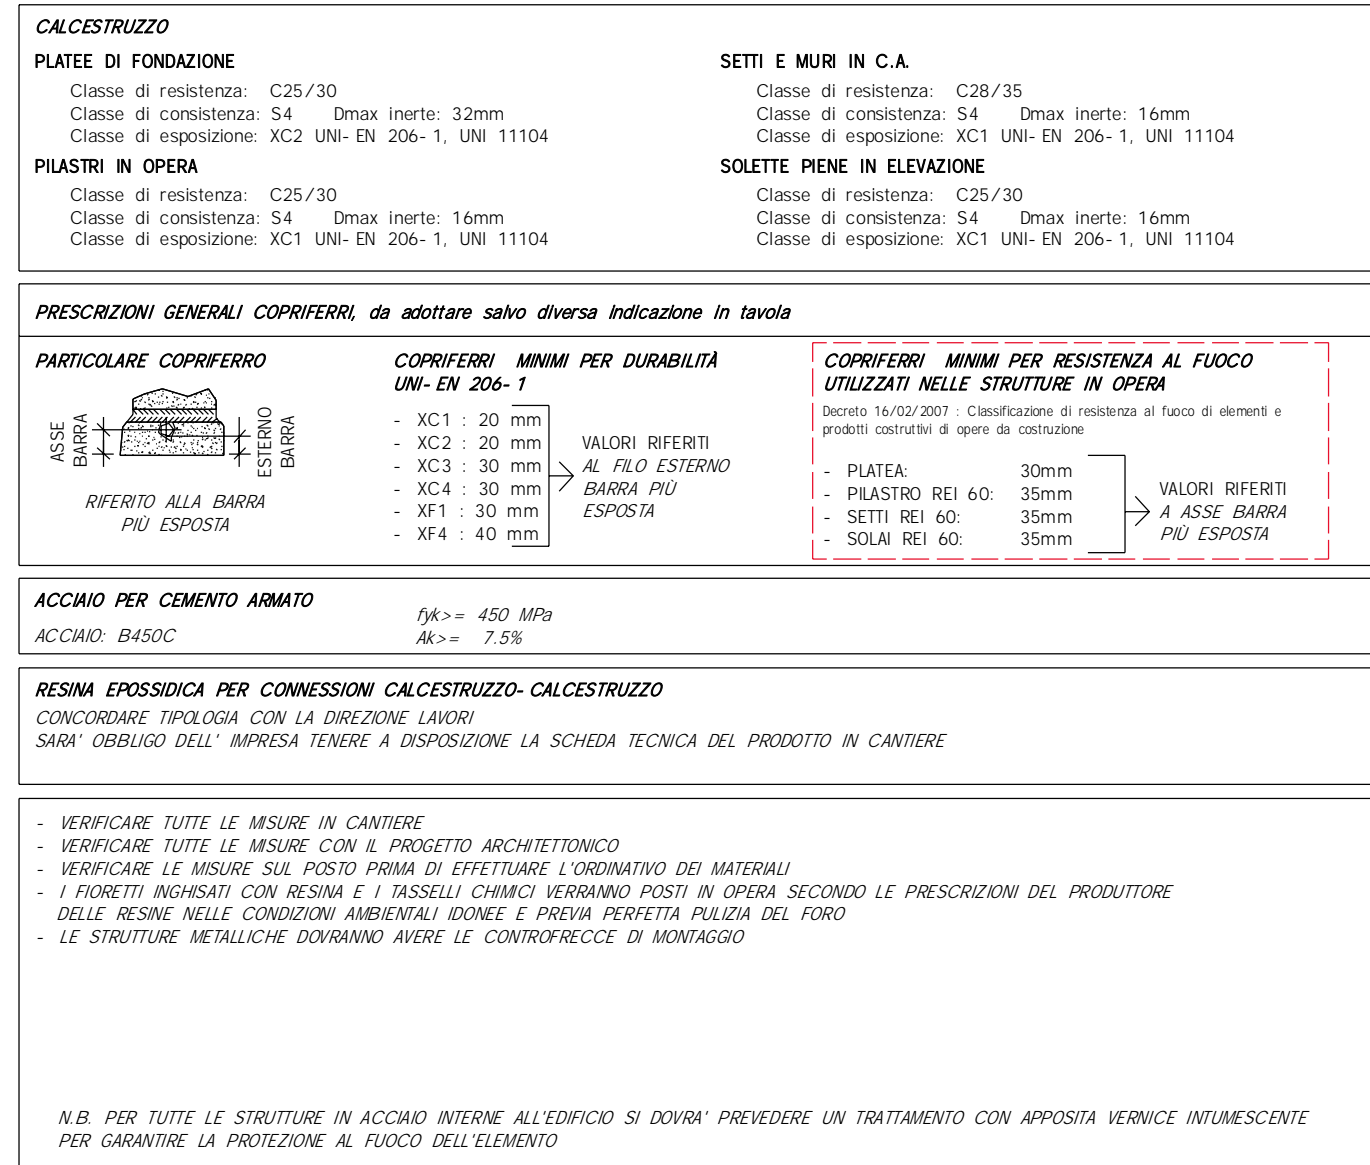 CALCESTRUZZO
PLATEE DI FONDAZIONE
Classe di resistenza: C25/30
Classe di consistenza: S4 Dmax inerte: 32mm
Classe di esposizione: XC2 UNI-EN 206-1, UNI 11104
PILASTRI IN OPERA
Classe di resistenza: C25/30
Classe di consistenza: S4 Dmax inerte: 16mm
Classe di esposizione: XC1 UNI-EN 206-1, UNI 11104
SETTI E MURI IN C.A.
Classe di resistenza: C28/35
Classe di consistenza: S4 Dmax inerte: 16mm
Classe di esposizione: XC1 UNI-EN 206-1, UNI 11104
SOLETTE PIENE IN ELEVAZIONE
Classe di resistenza: C25/30
Classe di consistenza: S4 Dmax inerte: 16mm
Classe di esposizione: XC1 UNI-EN 206-1, UNI 11104
PRESCRIZIONI GENERALI COPRIFERRI, da adottare salvo diversa indicazione in tavola
PARTICOLARE COPRIFERRO
ASSE
BARRA
ESTERNO
BARRA
RIFERITO ALLA BARRA
PIÙ ESPOSTA
COPRIFERRI MINIMI PER DURABILITÀ
UNI-EN 206-1
- XC1 : 20 mm
- XC2 : 20 mm
- XC3 : 30 mm
- XC4 : 30 mm
- XF1 : 30 mm
- XF4 : 40 mm
VALORI RIFERITI
AL FILO ESTERNO
BARRA PIÙ
ESPOSTA
COPRIFERRI MINIMI PER RESISTENZA AL FUOCO
UTILIZZATI NELLE STRUTTURE IN OPERA
Decreto 16/02/2007 : Classificazione di resistenza al fuoco di elementi e
prodotti costruttivi di opere da costruzione
- PLATEA: 30mm
- PILASTRO REI 60: 35mm
- SETTI REI 60: 35mm
- SOLAI REI 60: 35mm
VALORI RIFERITI
A ASSE BARRA
PIÙ ESPOSTA
ACCIAIO PER CEMENTO ARMATO
ACCIAIO: B450C
fyk>= 450 MPa
Ak>= 7.5%
RESINA EPOSSIDICA PER CONNESSIONI CALCESTRUZZO-CALCESTRUZZO
CONCORDARE TIPOLOGIA CON LA DIREZIONE LAVORI
SARA' OBBLIGO DELL' IMPRESA TENERE A DISPOSIZIONE LA SCHEDA TECNICA DEL PRODOTTO IN CANTIERE
- VERIFICARE TUTTE LE MISURE IN CANTIERE
- VERIFICARE TUTTE LE MISURE CON IL PROGETTO ARCHITETTONICO
- VERIFICARE LE MISURE SUL POSTO PRIMA DI EFFETTUARE L'ORDINATIVO DEI MATERIALI
- I FIORETTI INGHISATI CON RESINA E I TASSELLI CHIMICI VERRANNO POSTI IN OPERA SECONDO LE PRESCRIZIONI DEL PRODUTTORE
DELLE RESINE NELLE CONDIZIONI AMBIENTALI IDONEE E PREVIA PERFETTA PULIZIA DEL FORO
- LE STRUTTURE METALLICHE DOVRANNO AVERE LE CONTROFRECCE DI MONTAGGIO
N.B. PER TUTTE LE STRUTTURE IN ACCIAIO INTERNE ALL'EDIFICIO SI DOVRA' PREVEDERE UN TRATTAMENTO CON APPOSITA VERNICE INTUMESCENTE
PER GARANTIRE LA PROTEZIONE AL FUOCO DELL'ELEMENTO